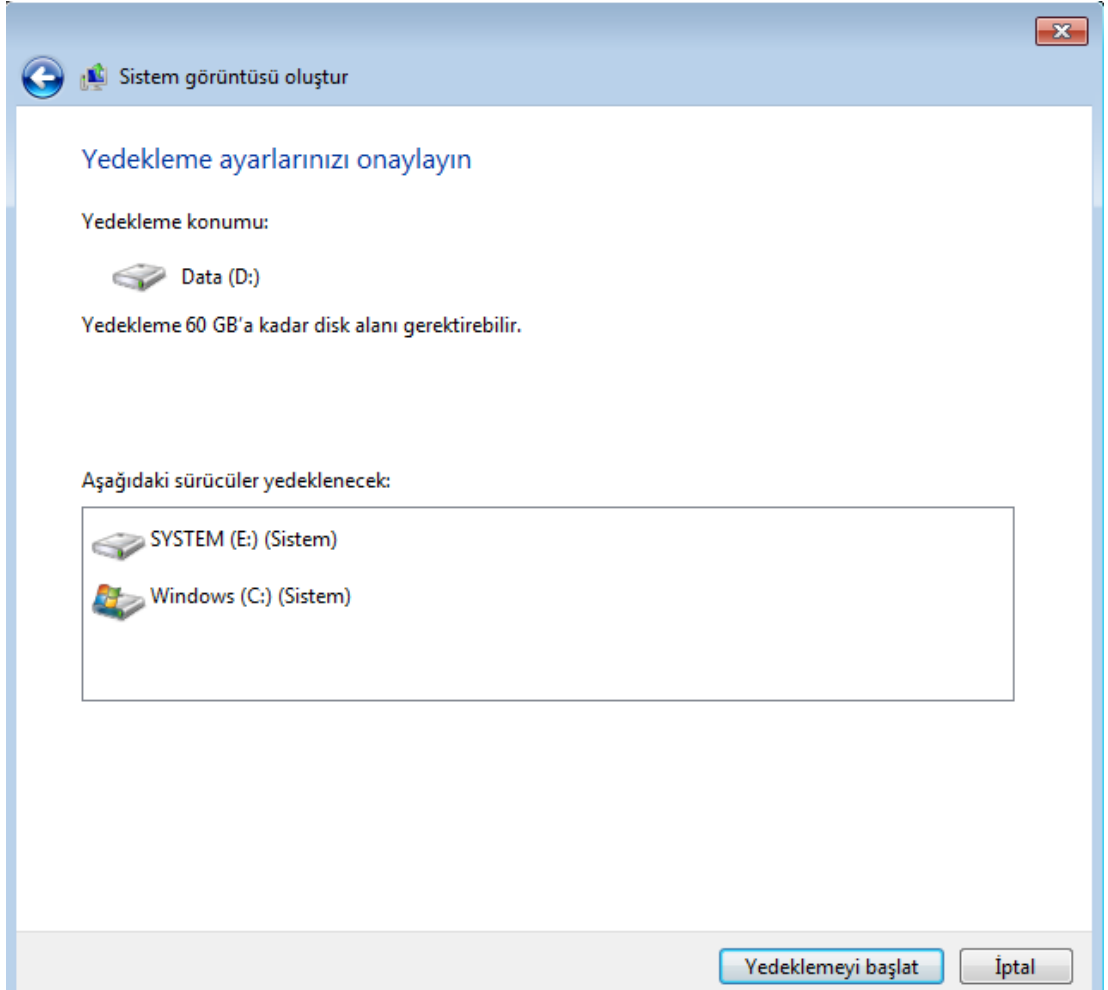 Sistem görüntüsü oluştur
Yedekleme ayarlarınızı onaylayın
Yedekleme konumu:
Data (D:)
Yedekleme 60 GB'a kadar disk alanı gerektirebilir.
Aşağıdaki sürücüler yedeklenecek:
SYSTEM (E:) (Sistem)
Windows (C:) (Sistem)
Yedeklemeyi başlat
İptal